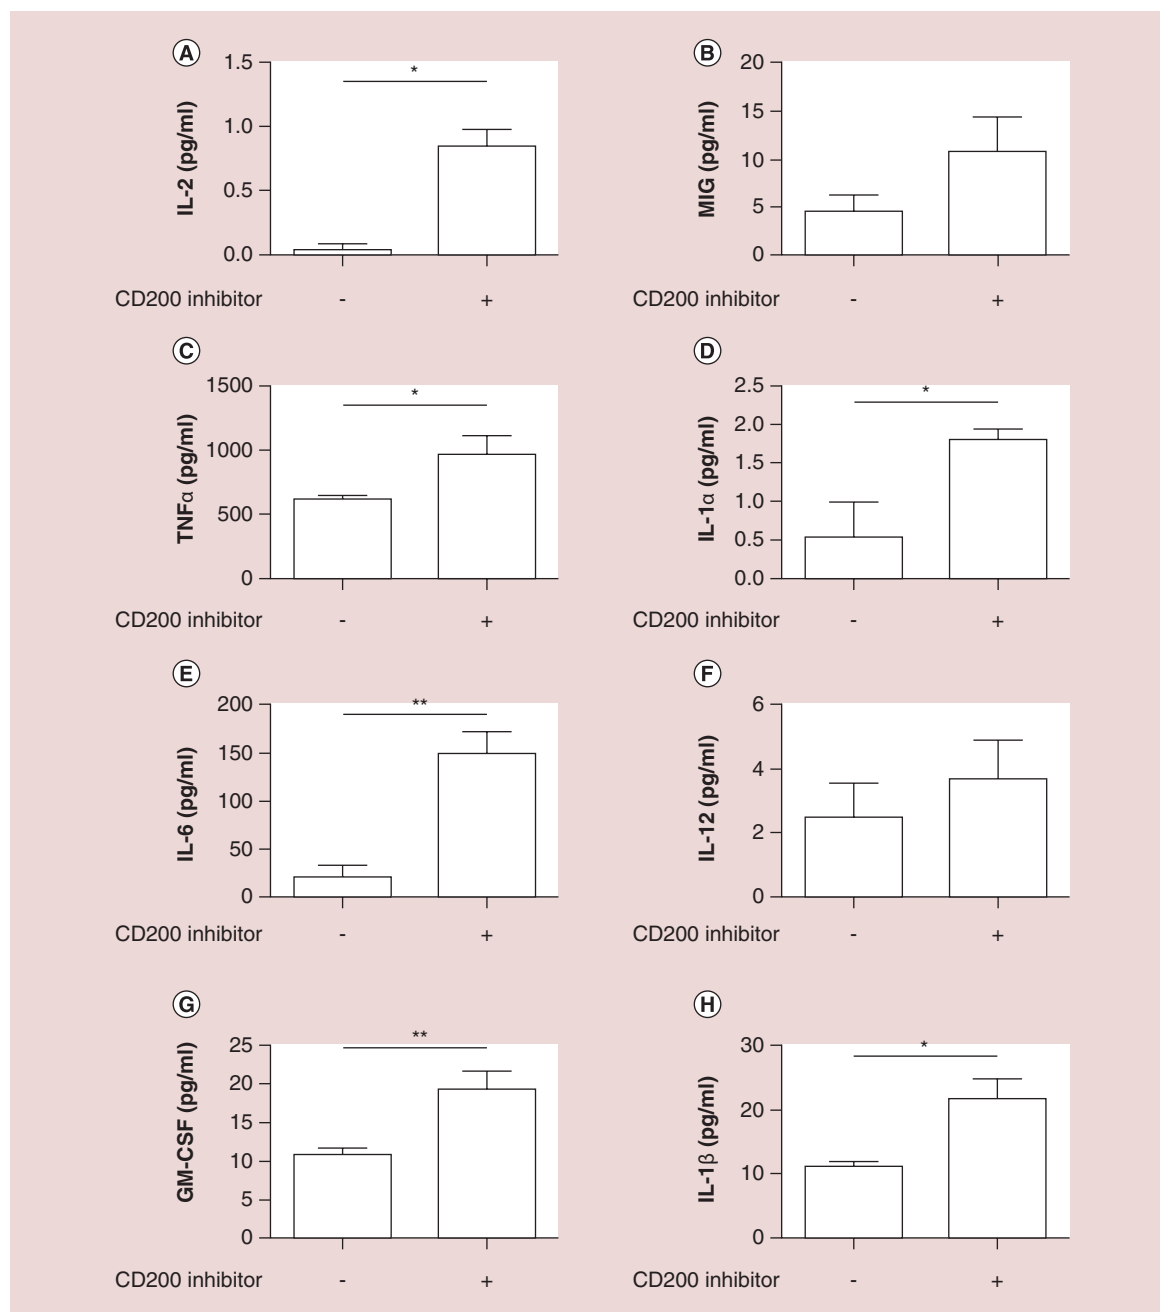 A
IL-2 (pg/ml)
1.5
1.0
0.5
0.0
*
CD200 inhibitor - +
B
MIG (pg/ml)
20
15
10
5
0
CD200 inhibitor - +
C
TNFα (pg/ml)
1500
1000
500
0
*
CD200 inhibitor - +
D
IL-1α (pg/ml)
2.5
2.0
1.5
1.0
0.5
0.0
*
CD200 inhibitor - +
E
IL-6 (pg/ml)
200
150
100
50
0
**
CD200 inhibitor - +
F
IL-12 (pg/ml)
6
4
2
0
CD200 inhibitor - +
G
GM-CSF (pg/ml)
25
20
15
10
5
0
**
CD200 inhibitor - +
H
IL-1β (pg/ml)
30
20
10
0
*
CD200 inhibitor - +